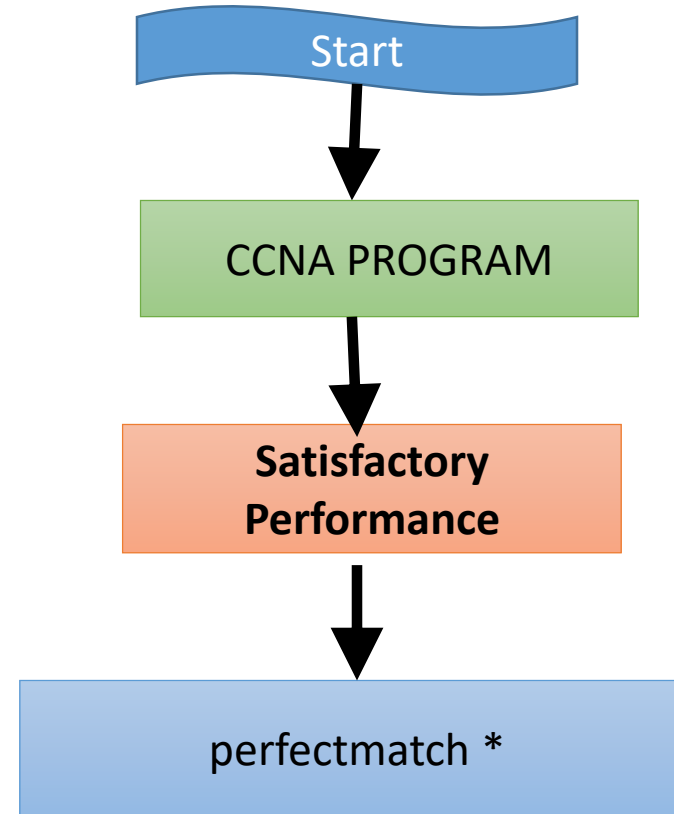 Start
CCNA PROGRAM
Satisfactory
Performance
perfectmatch *